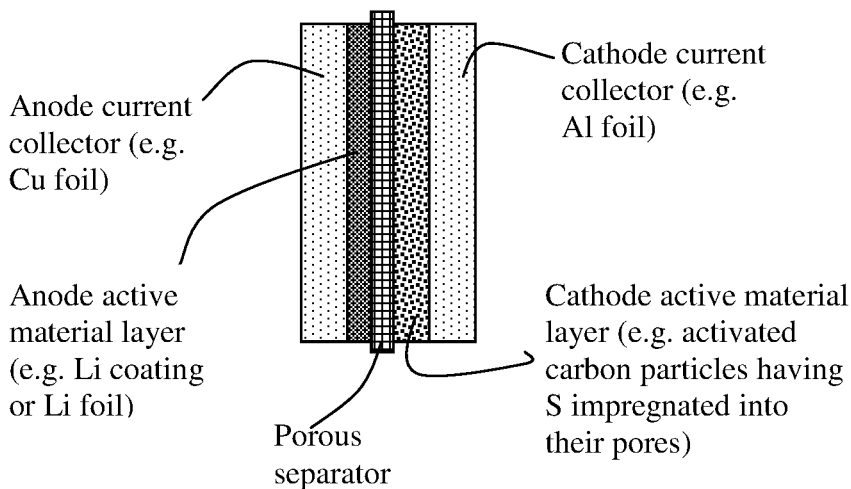 Anode current
collector (e.g.
Cu foil)
Cathode current
collector (e.g.
Al foil)
Anode active
material layer
(e.g. Li coating
or Li foil)
Porous
separator
Cathode active material
layer (e.g. activated
carbon particles having
S impregnated into
their pores)